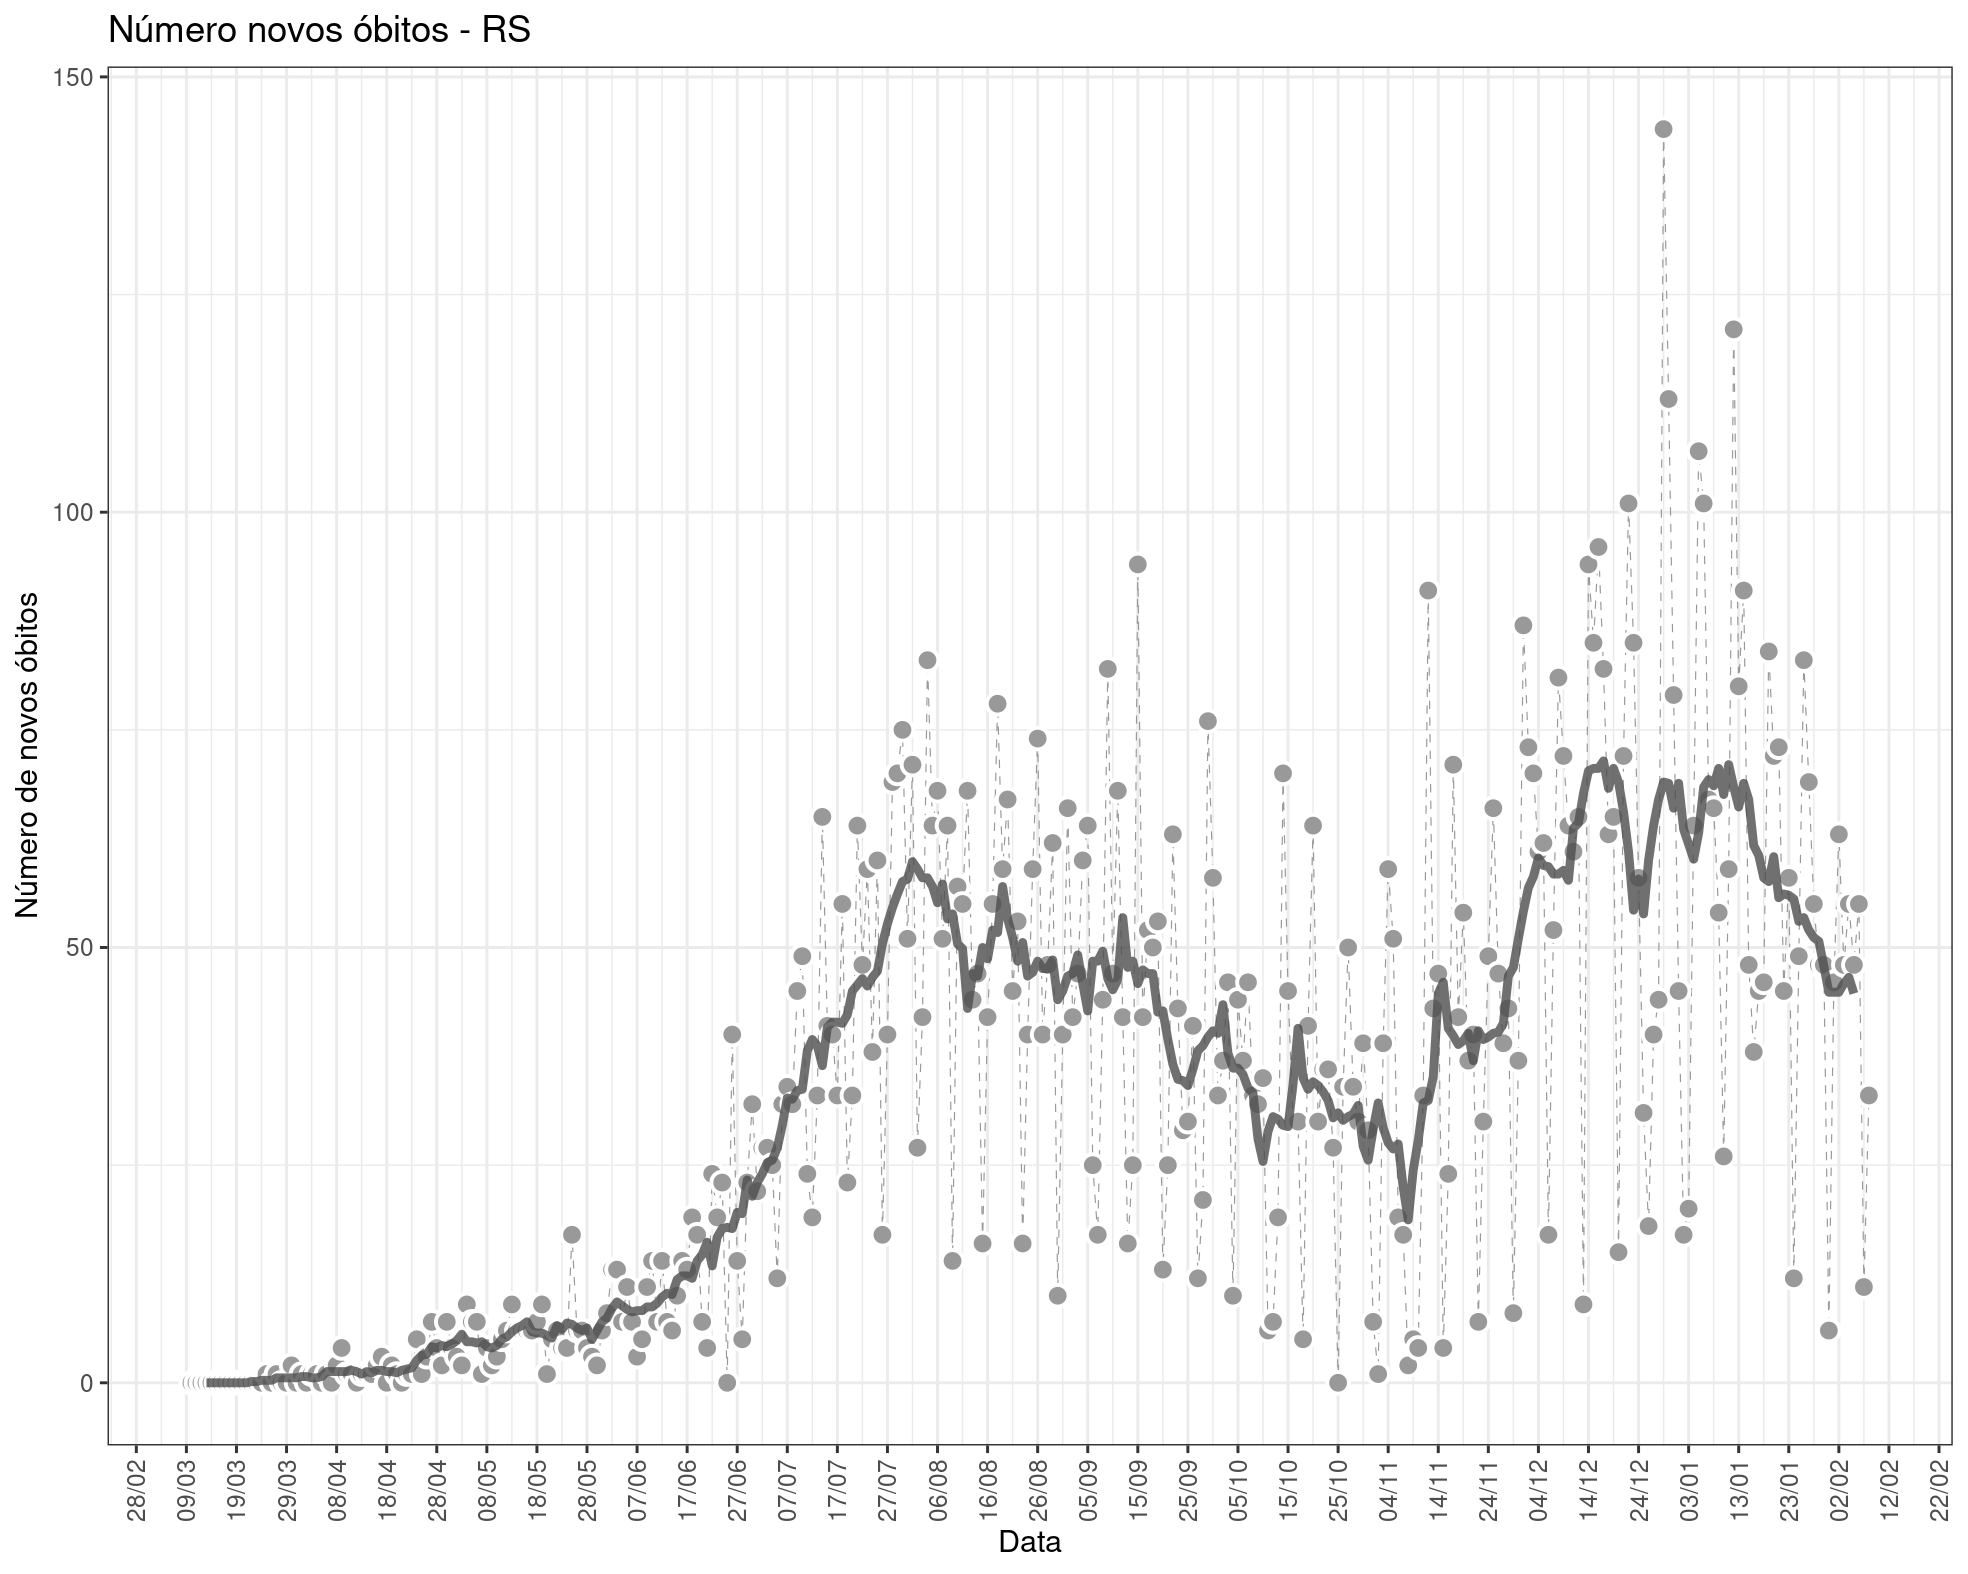 Número novos óbitos - RS
150
100
50
0
Número de novos óbitos
28/02 09/03 19/03 29/03 08/04 18/04 28/04 08/05 18/05 28/05 07/06 17/06 27/06 07/07 17/07 27/07 06/08 16/08 26/08 05/09 15/09 25/09 05/10 15/10 25/10 04/11 14/11 24/11 04/12 14/12 24/12 03/01 13/01 23/01 02/02 12/02 22/02
Data